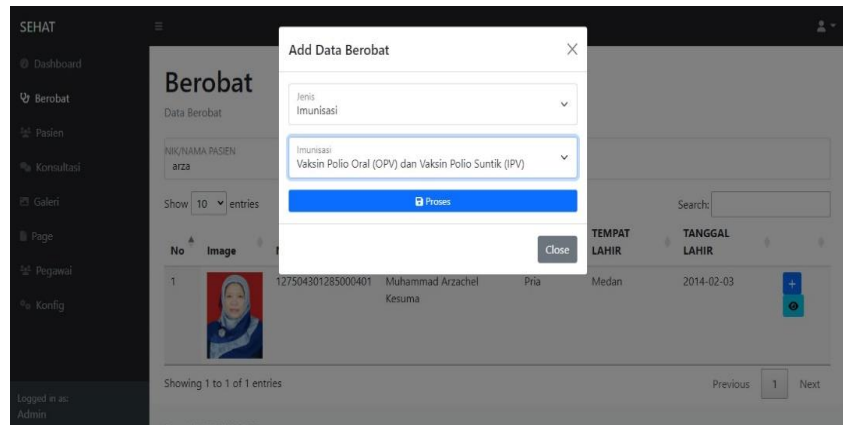 SEHAT
Dashboard
Berobat
Pasien
Konsultasi
Galeri
Page
Pegawai
Konfig
Logged in as:
Admin
Berobat
Data Berobat
NIK/NAMA PASIEN
arza
Show 10 entries
Search:
No Image TEMPAT LAHIR TANGGAL LAHIR
1 127504301285000401 Muhammad Arzachel Kesuma Pria Medan 2014-02-03
Showing 1 to 1 of 1 entries
Previous 1 Next
Add Data Berobat
Jenis
Imunisasi
Imunisasi
Vaksin Polio Oral (OPV) dan Vaksin Polio Suntik (IPV)
Proses
Close